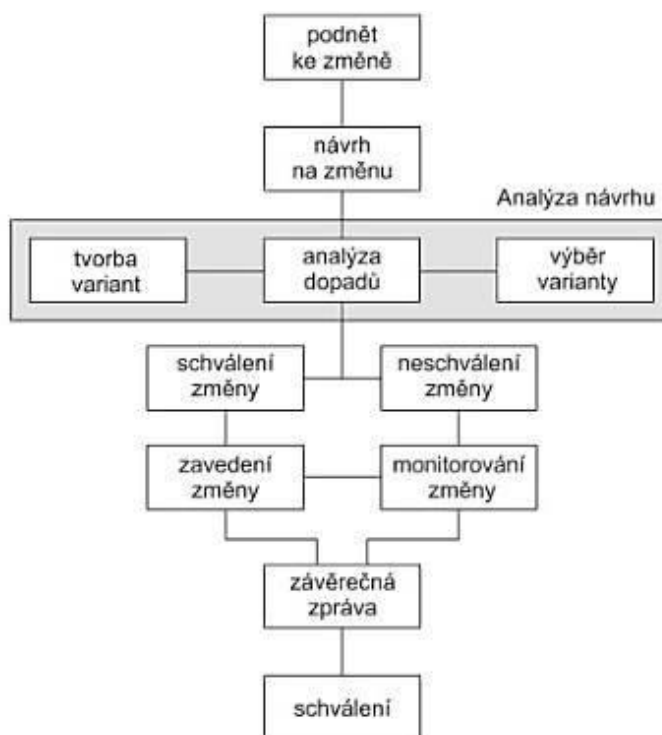 podnět
ke změně
návrh
na změnu
Analýza návrhu
tvorba
variant
analýza
dopadů
výběr
varianty
schválení
změny
neschválení
změny
zavedení
změny
monitorování
změny
závěrečná
zpráva
schválení